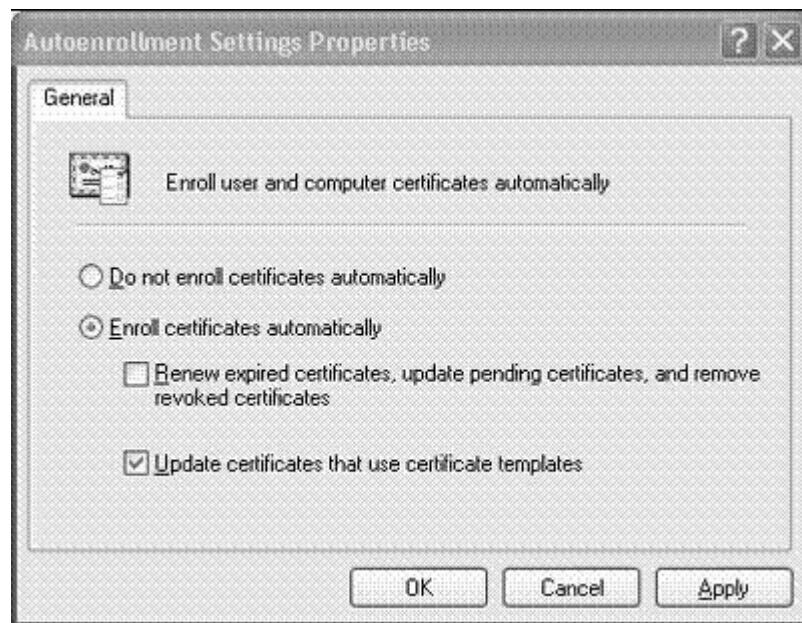 Autoenrollment Settings Properties
General
Enroll user and computer certificates automatically
Do not enroll certificates automatically
Enroll certificates automatically
Renew expired certificates, update pending certificates, and remove
revoked certificates
Update certificates that use certificate templates
OK Cancel Apply